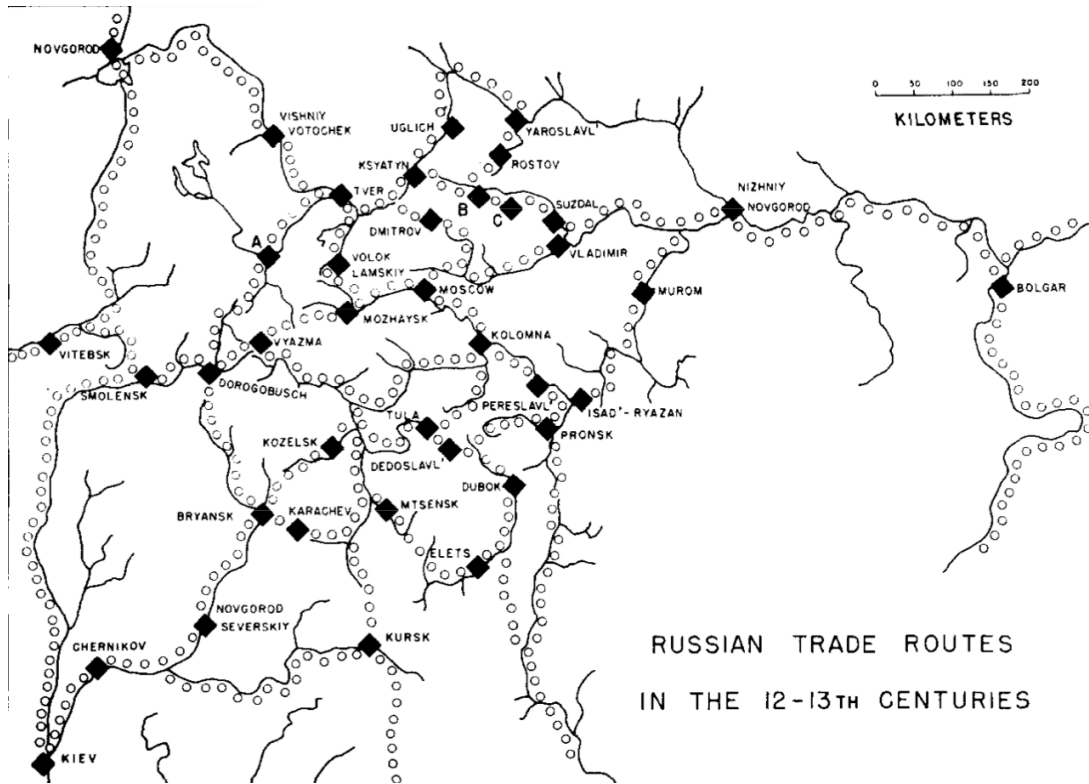 NOVGOROD
VISHNIY
VOTOCHEK
UGLICH
YAROSLAVL'
0 50 100 150 200
KILOMETERS
KSYATYN
ROSTOV
TVER
B
C
SUZDAL
NIZHNIY
NOVGOROD
DMITROV
A
VOLOK
LAMSKIY
VLADIMIR
MOSCOW
MUROM
BOLGAR
MOZHAYSK
VITEBSK
VYAZMA
KOLOMNA
SMOLENSK
DOROGOBUSCH
PERESLAVL'
ISAD'-RYAZAN
TULA
PRONSK
KOZELSK
DEDOSLAVL'
DUBOK
BRYANSK
KARACHEV
MTSENSK
ELETS
NOVGOROD
SEVERSKIY
CHERNIKOV
KURSK
KIEV
RUSSIAN TRADE ROUTES
IN THE 12-13TH CENTURIES